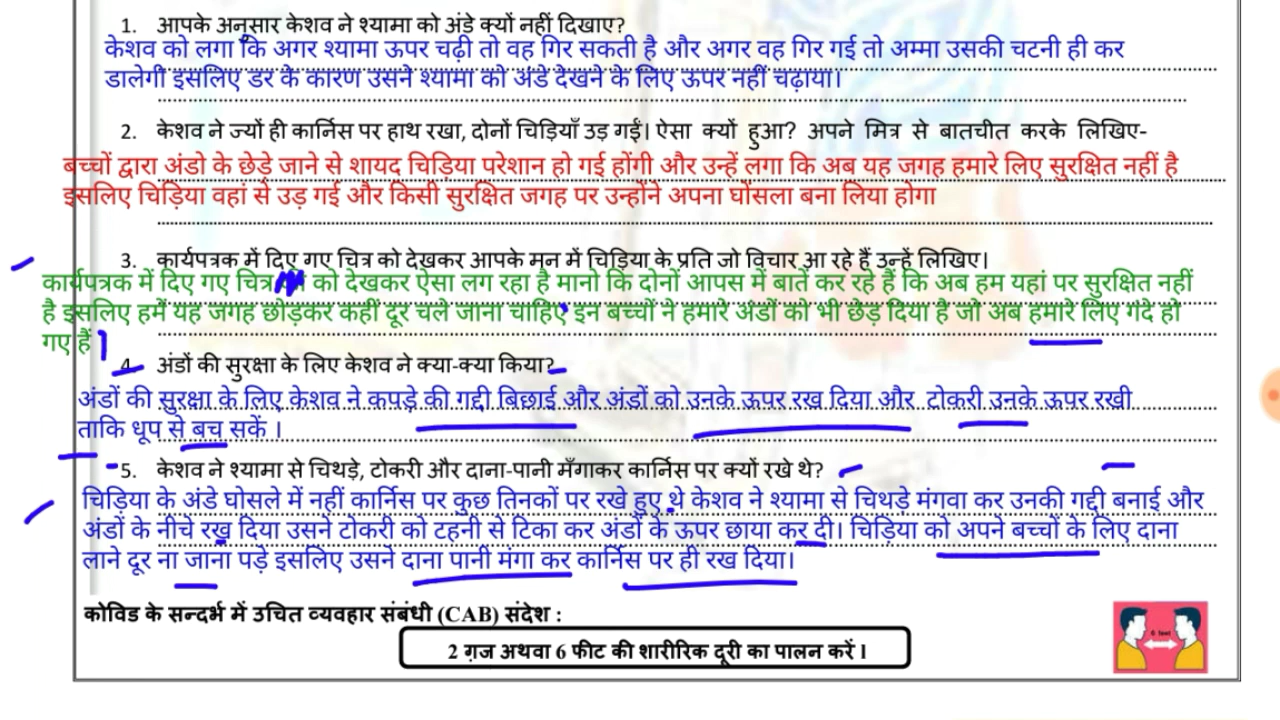 1. आपके अनुसार केशव ने श्यामा को अंडे क्यों नहीं दिखाए?
केशव को लगा कि अगर श्यामा ऊपर चढ़ी तो वह गिर सकती है और अगर वह गिर गई तो अम्मा उसकी चटनी ही कर
डालेगी इसलिए डर के कारण उसने श्यामा को अंडे देखने के लिए ऊपर नहीं चढ़ाया।
2. केशव ने ज्यों ही कार्निस पर हाथ रखा, दोनों चिड़ियाँ उड़ गईं। ऐसा क्यों हुआ? अपने मित्र से बातचीत करके लिखिए-
बच्चों द्वारा अंडो के छेड़े जाने से शायद चिड़िया परेशान हो गई होंगी और उन्हें लगा कि अब यह जगह हमारे लिए सुरक्षित नहीं है
इसलिए चिड़िया वहां से उड़ गई और किसी सुरक्षित जगह पर उन्होंने अपना घोंसला बना लिया होगा
3. कार्यपत्रक में दिए गए चित्र को देखकर आपके मन में चिड़िया के प्रति जो विचार आ रहे हैं उन्हें लिखिए।
कार्यपत्रक में दिए गए चित्र को देखकर ऐसा लग रहा है मानो कि दोनों आपस में बातें कर रहे हैं कि अब हम यहां पर सुरक्षित नहीं
है इसलिए हमें यह जगह छोड़कर कहीं दूर चले जाना चाहिए इन बच्चों ने हमारे अंडों को भी छेड़ दिया है जो अब हमारे लिए गंदे हो
गए हैं
4. अंडों की सुरक्षा के लिए केशव ने क्या-क्या किया?
अंडों की सुरक्षा के लिए केशव ने कपड़े की गद्दी बिछाई और अंडों को उनके ऊपर रख दिया और टोकरी उनके ऊपर रखी
ताकि धूप से बच सकें ।
5. केशव ने श्यामा से चिथड़े, टोकरी और दाना-पानी मँगाकर कार्निस पर क्यों रखे थे?
चिड़िया के अंडे घोसले में नहीं कार्निस पर कुछ तिनकों पर रखे हुए थे केशव ने श्यामा से चिथड़े मंगवा कर उनकी गद्दी बनाई और
अंडों के नीचे रख दिया उसने टोकरी को टहनी से टिका कर अंडों के ऊपर छाया कर दी। चिड़िया को अपने बच्चों के लिए दाना
लाने दूर ना जाना पड़े इसलिए उसने दाना पानी मंगा कर कार्निस पर ही रख दिया।
कोविड के सन्दर्भ में उचित व्यवहार संबंधी (CAB) संदेश :
2 ग़ज अथवा 6 फीट की शारीरिक दूरी का पालन करें l
6 feet